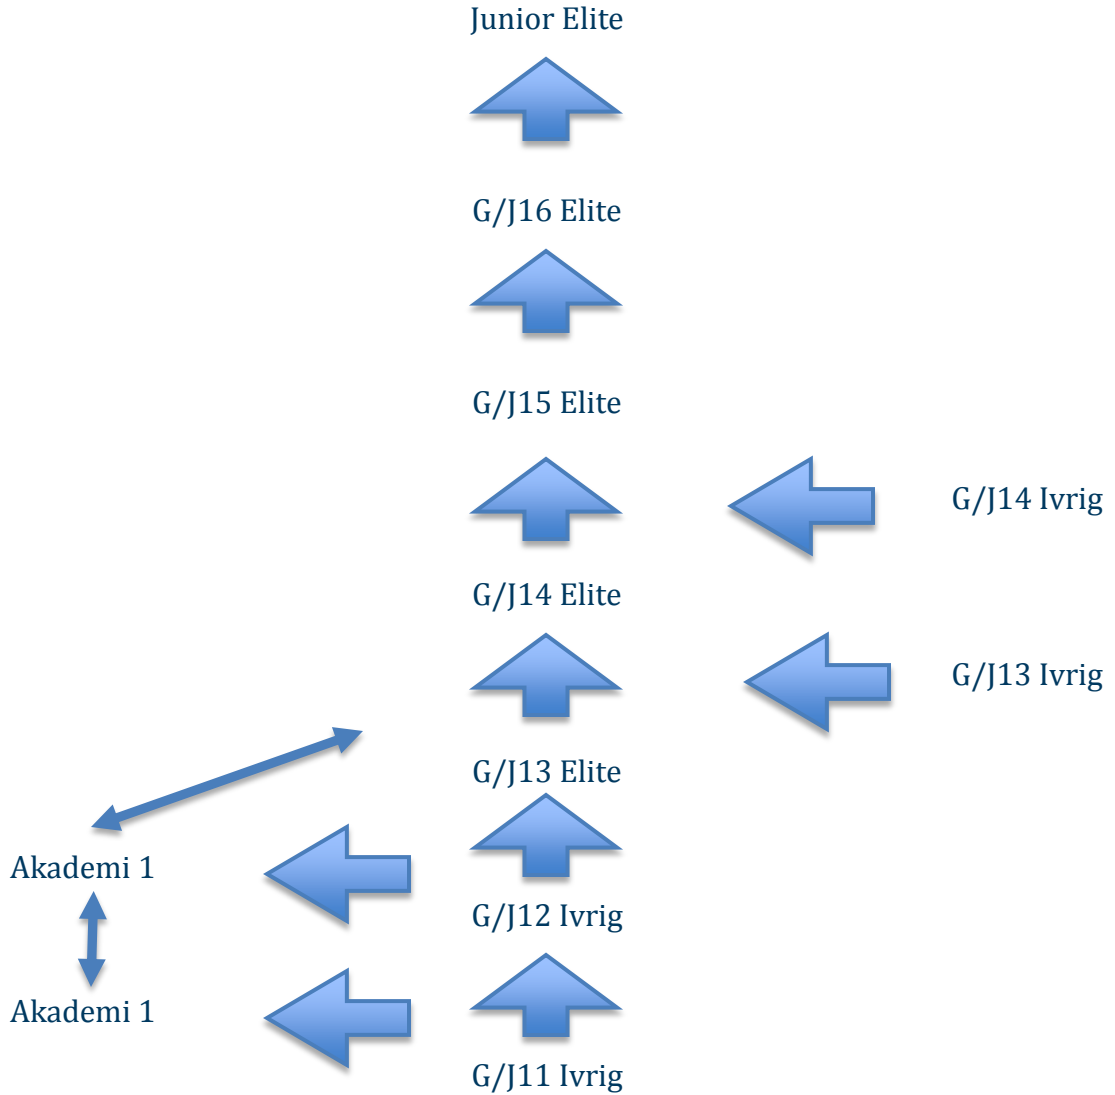 Junior Elite
G/J16 Elite
G/J15 Elite
G/J14 Ivrig
G/J14 Elite
G/J13 Ivrig
G/J13 Elite
Akademi 1
G/J12 Ivrig
Akademi 1
G/J11 Ivrig